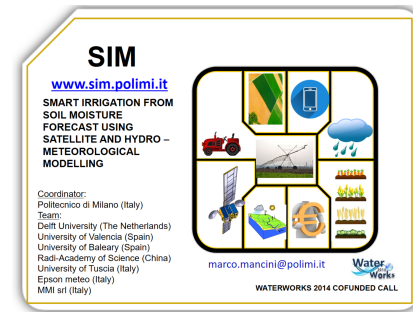 SIM
www.sim.polimi.it
SMART IRRIGATION FROM
SOIL MOISTURE
FORECAST USING
SATELLITE AND HYDRO –
METEOROLOGICAL
MODELLING
Coordinator:
Politecnico di Milano (Italy)
Team:
Delft University (The Netherlands)
University of Valencia (Spain)
University of Baleary (Spain)
Radi-Academy of Science (China)
University of Tuscia (Italy)
Epson meteo (Italy)
MMI srl (Italy)
marco.mancini@polimi.it
Water
Works
WATERWORKS 2014 COFUNDED CALL